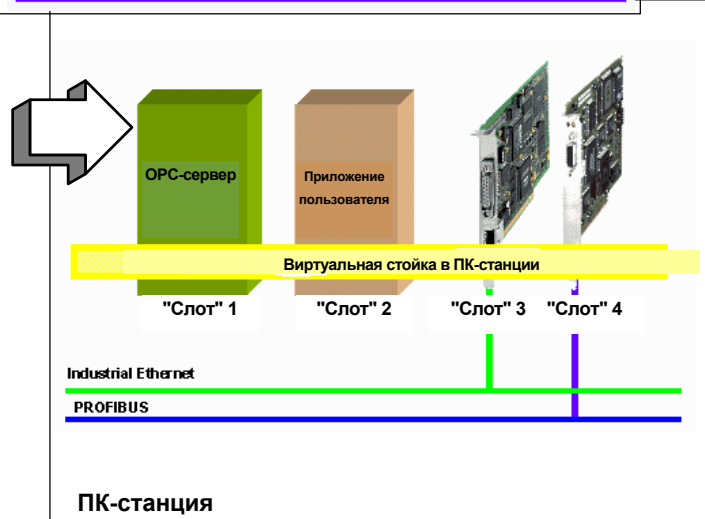 ОРС-сервер
Приложение
пользователя
Виртуальная стойка в ПК-станции
"Слот" 1
"Слот" 2
"Слот" 3
"Слот" 4
Industrial Ethernet
PROFIBUS
ПК-станция